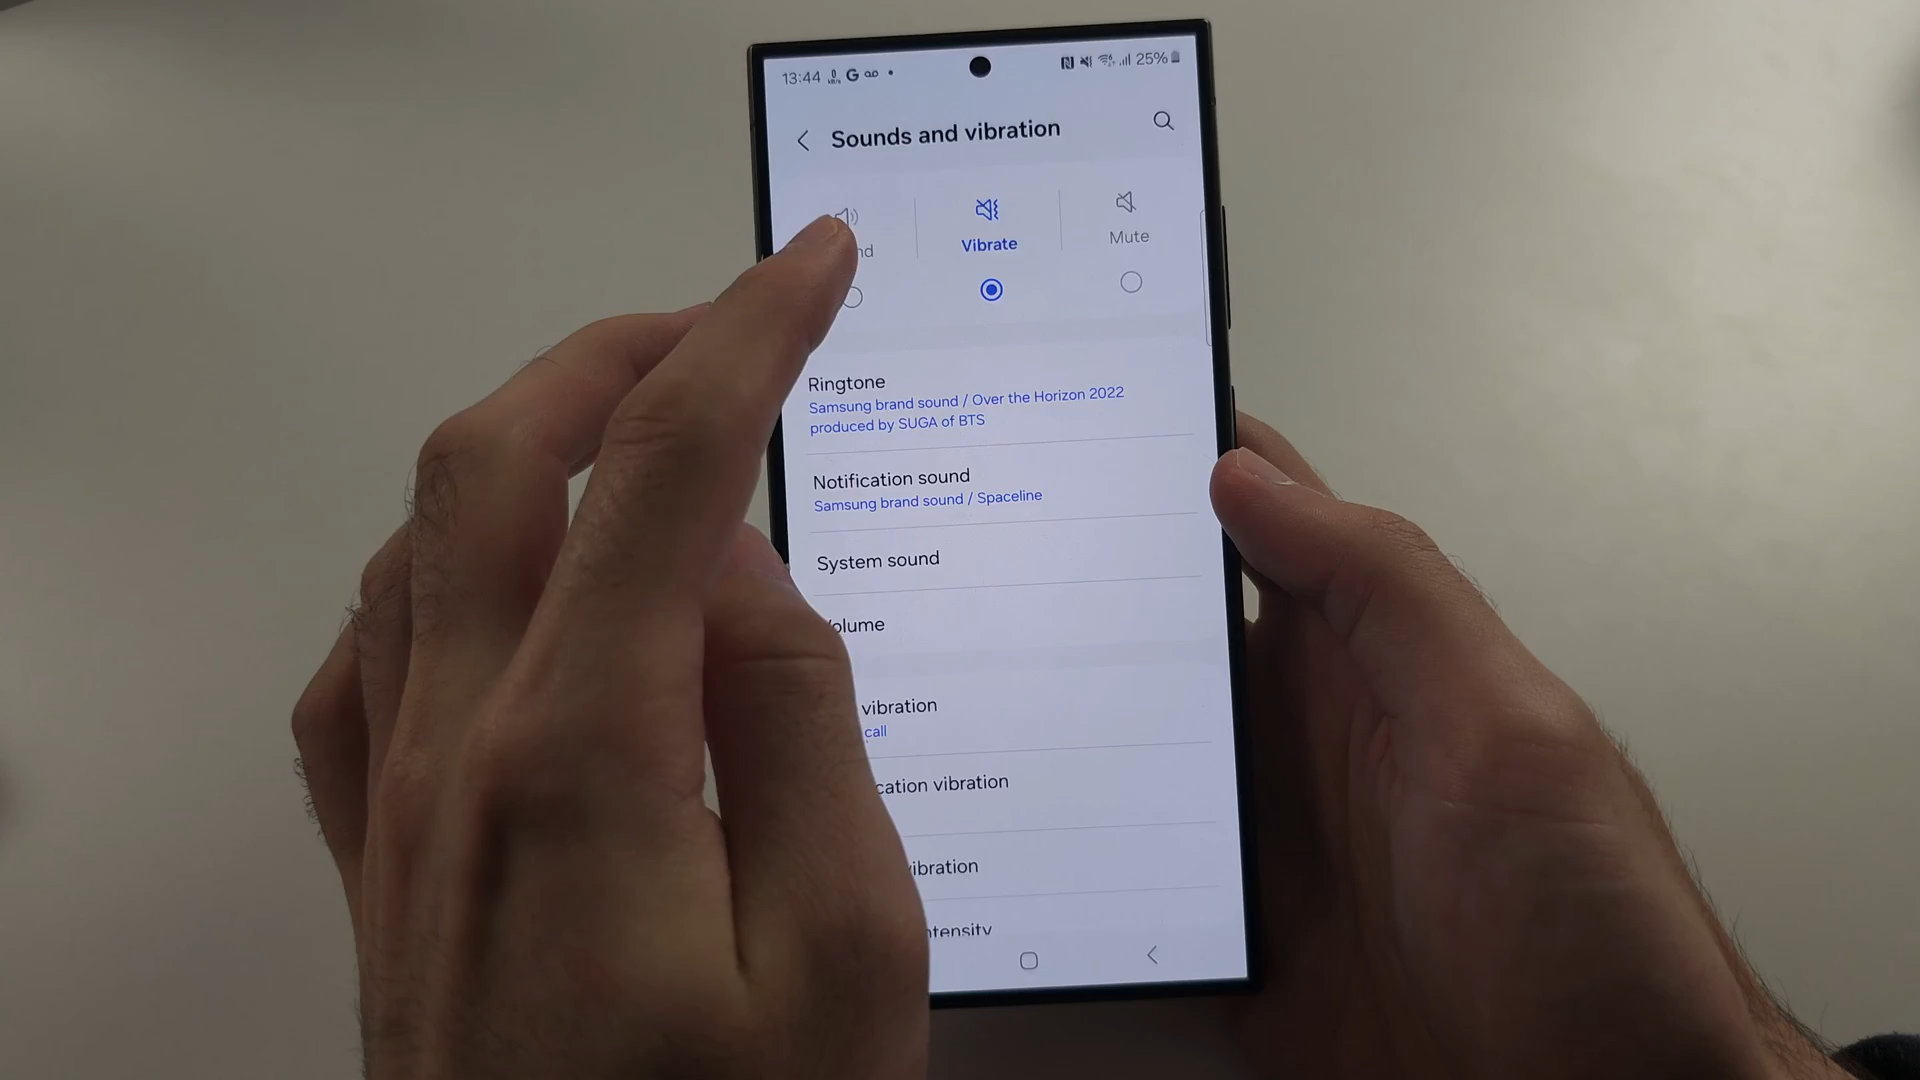 13:44 G 25%
Sounds and vibration
Vibrate
Mute
Ringtone
Samsung brand sound / Over the Horizon 2022
produced by SUGA of BTS
Notification sound
Samsung brand sound / Spaceline
System sound
olume
vibration
call
cation vibration
ibration
ntensity